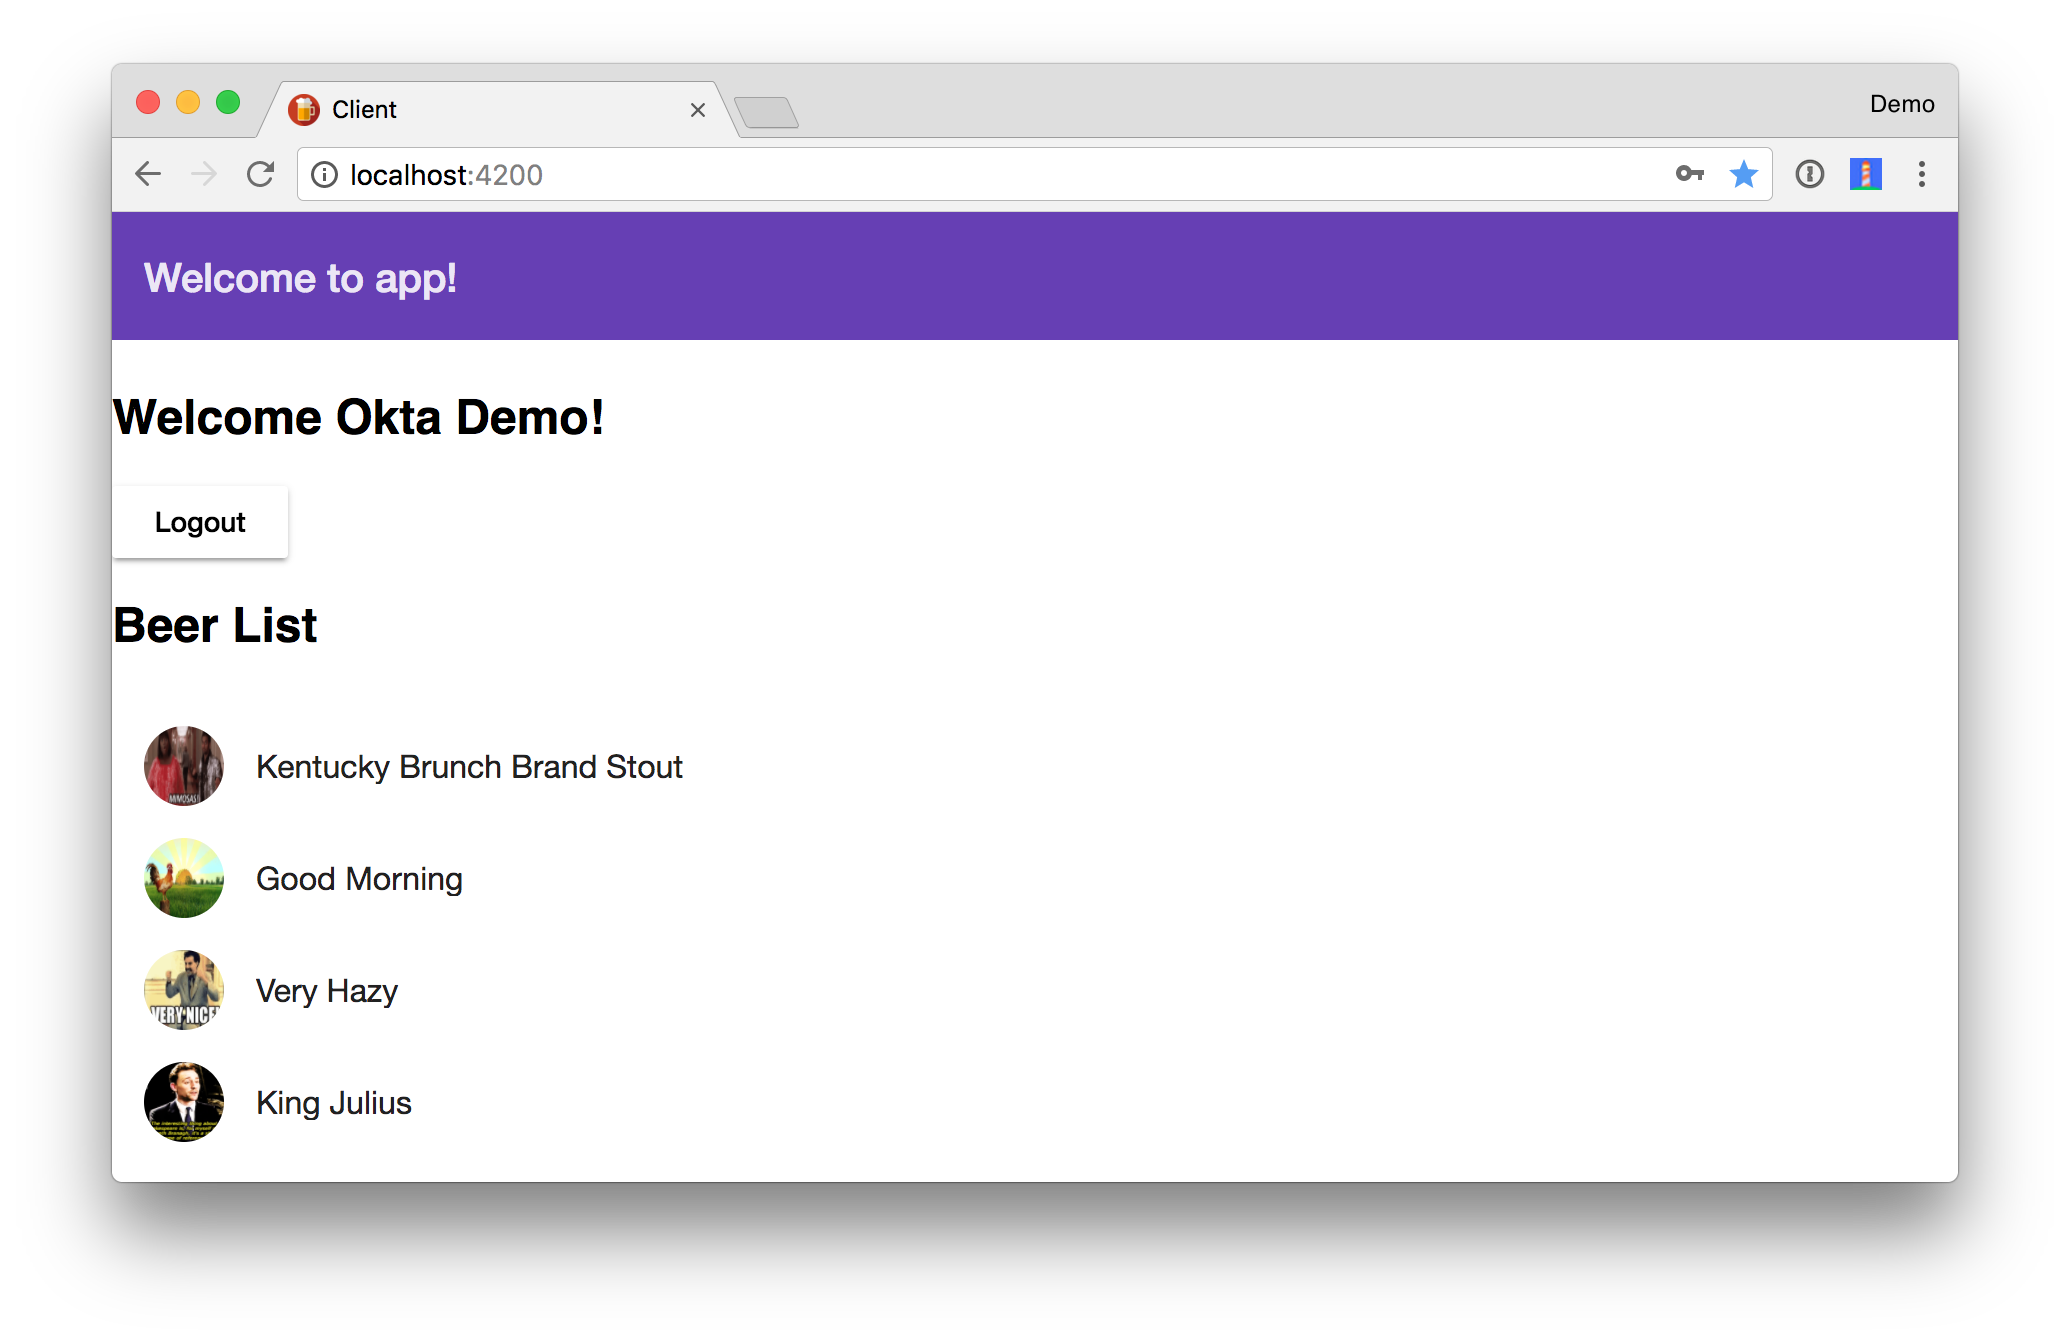 Client
Demo
localhost:4200
Welcome to app!
Welcome Okta Demo!
Logout
Beer List
MIMOSAS!
Kentucky Brunch Brand Stout
Good Morning
VERY NICE
Very Hazy
King Julius